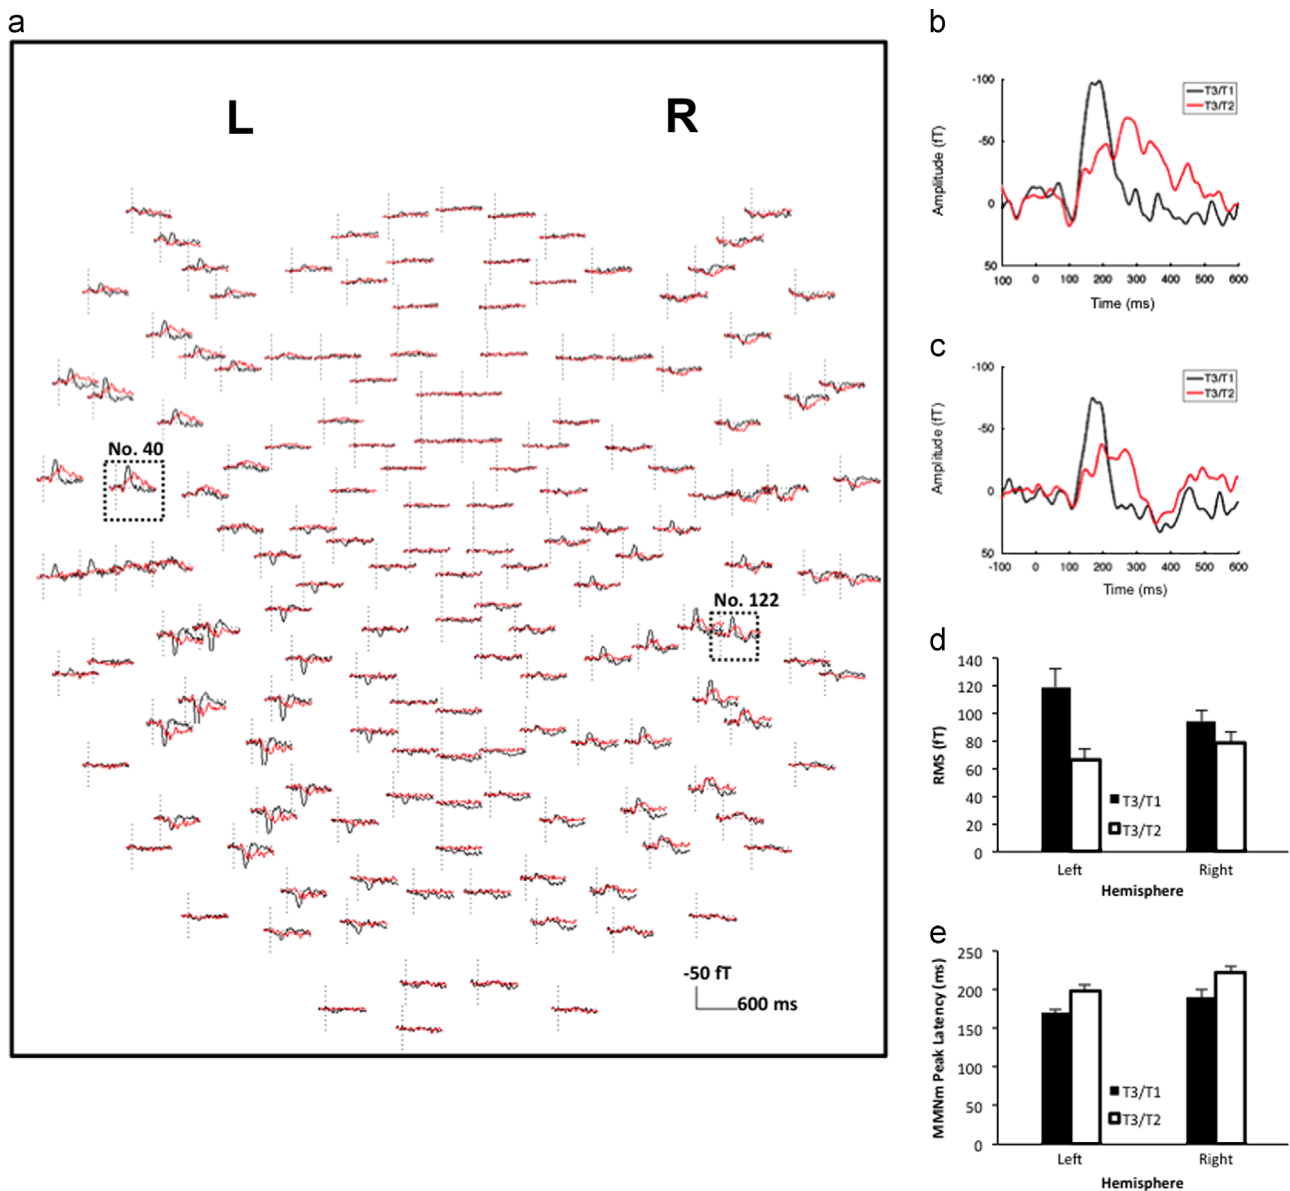 a
L
R
No. 40
No. 122
-50 fT
600 ms
b
-100
-50
0
50
Amplitude (fT)
T3/T1
T3/T2
100 0 100 200 300 400 500 600
Time (ms)
c
-100
-50
0
50
Amplitude (fT)
T3/T1
T3/T2
-100 0 100 200 300 400 500 600
Time (ms)
d
140
120
100
80
60
40
20
0
RMS (fT)
T3/T1
T3/T2
Left Right
Hemisphere
e
250
200
150
100
50
0
MMNm Peak Latency (ms)
T3/T1
T3/T2
Left Right
Hemisphere